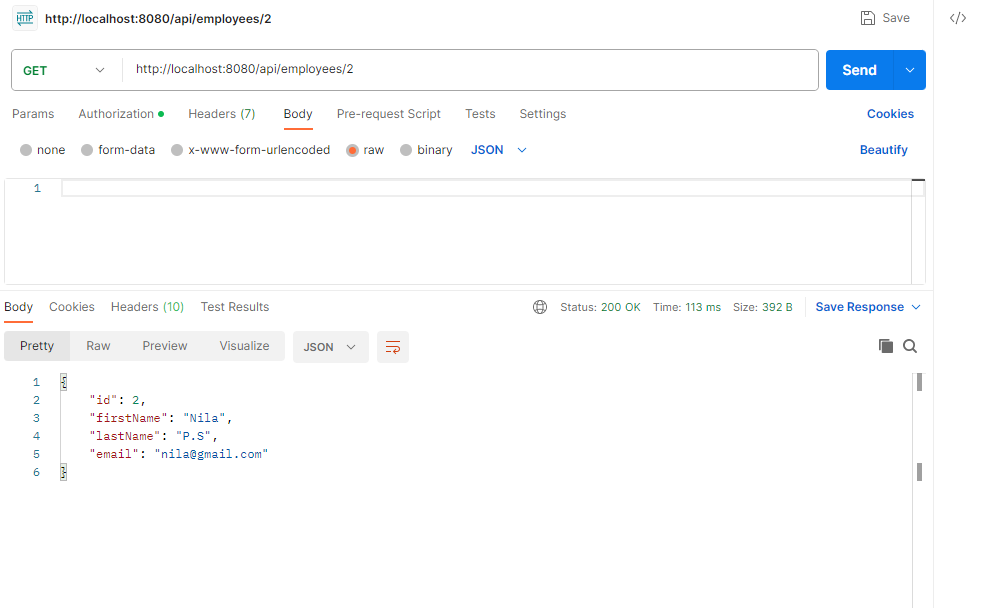 HTTP http://localhost:8080/api/employees/2 Save </>
GET http://localhost:8080/api/employees/2 Send
Params Authorization Headers (7) Body Pre-request Script Tests Settings Cookies
none form-data x-www-form-urlencoded raw binary JSON Beautify
1
Body Cookies Headers (10) Test Results Status: 200 OK Time: 113 ms Size: 392 B Save Response
Pretty Raw Preview Visualize JSON
1 {
2 "id": 2,
3 "firstName": "Nila",
4 "lastName": "P.S",
5 "email": "nila@gmail.com"
6 }